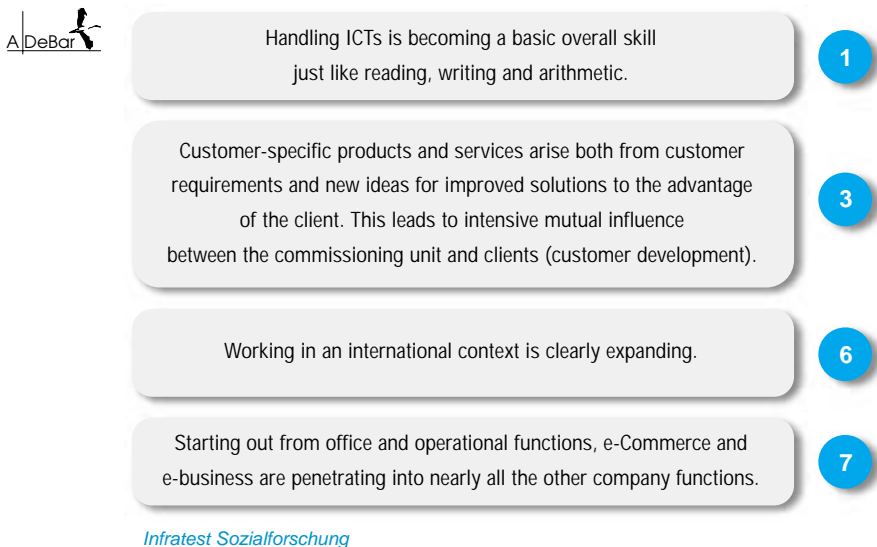 A DeBar
Handling ICTs is becoming a basic overall skill
just like reading, writing and arithmetic.
1
Customer-specific products and services arise both from customer
requirements and new ideas for improved solutions to the advantage
of the client. This leads to intensive mutual influence
between the commissioning unit and clients (customer development).
3
Working in an international context is clearly expanding.
6
Starting out from office and operational functions, e-Commerce and
e-business are penetrating into nearly all the other company functions.
7
Infratest Sozialforschung